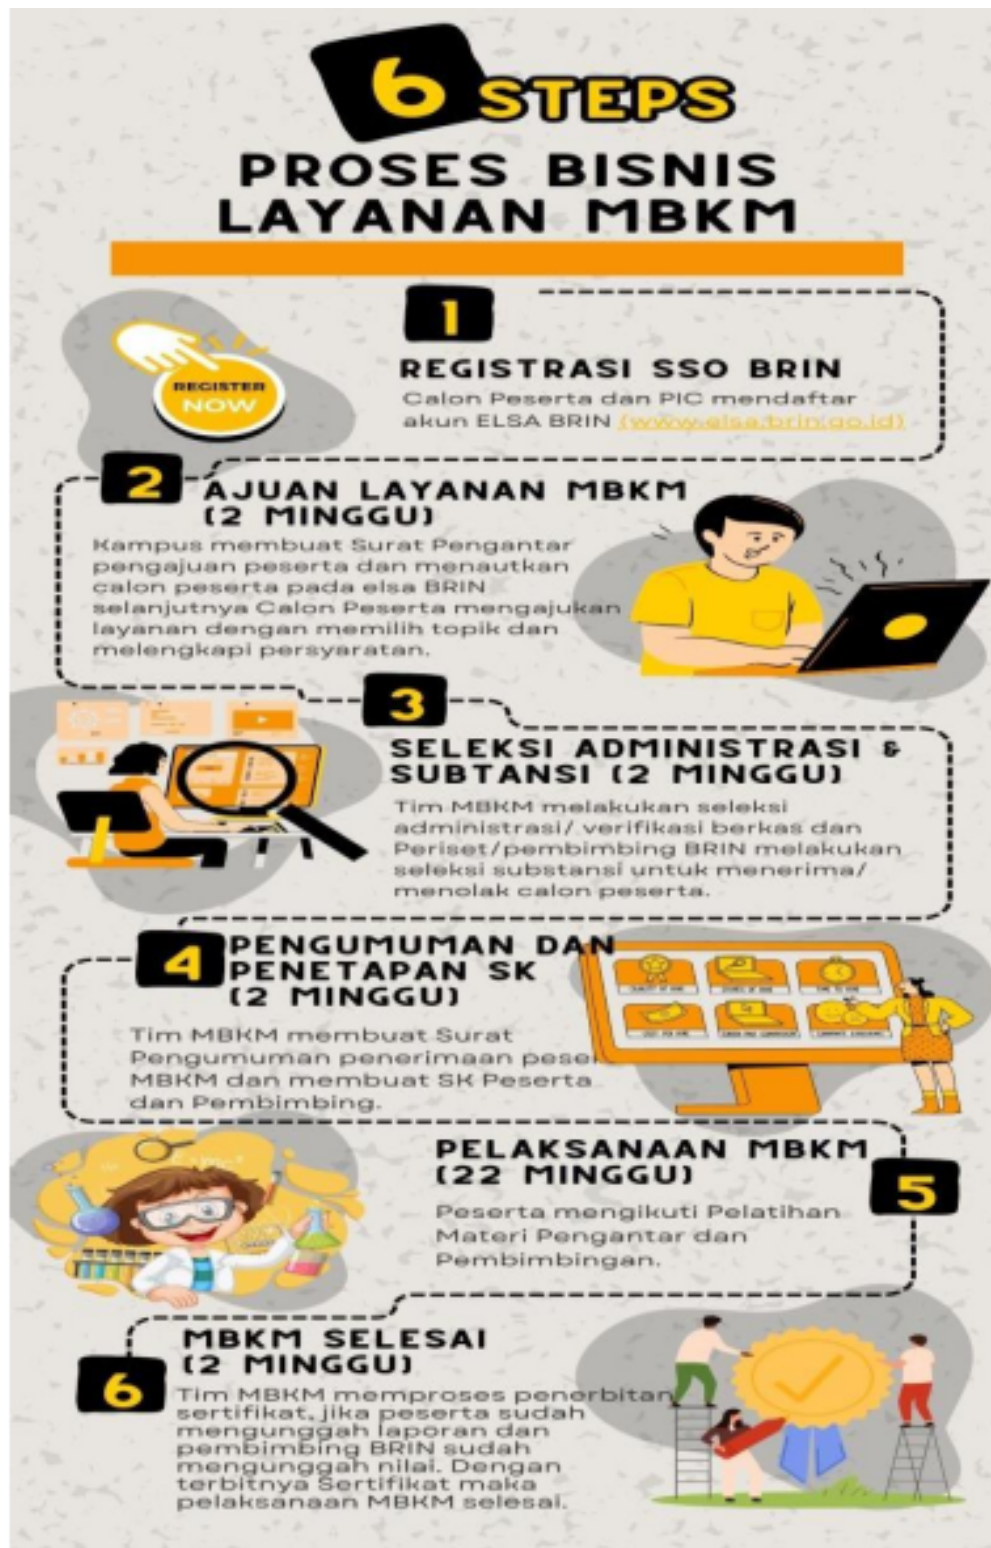 6 STEPS
PROSES BISNIS
LAYANAN MBKM
1
REGISTRASI SSO BRIN
Calon Peserta dan PIC mendaftar
akun ELSA BRIN (www.elsa.brin.go.id)
REGISTER
NOW
2
AJUAN LAYANAN MBKM
(2 MINGGU)
Kampus membuat Surat Pengantar
pengajuan peserta dan menautkan
calon peserta pada elsa BRIN
selanjutnya Calon Peserta mengajukan
layanan dengan memilih topik dan
melengkapi persyaratan.
3
SELEKSI ADMINISTRASI &
SUBTANSI (2 MINGGU)
Tim MBKM melakukan seleksi
administrasi/ verifikasi berkas dan
Periset/pembimbing BRIN melakukan
seleksi substansi untuk menerima/
menolak calon peserta.
4
PENGUMUMAN DAN
PENETAPAN SK
(2 MINGGU)
Tim MBKM membuat Surat
Pengumuman penerimaan pese
MBKM dan membuat SK Peserta
dan Pembimbing.
5
PELAKSANAAN MBKM
(22 MINGGU)
Peserta mengikuti Pelatihan
Materi Pengantar dan
Pembimbingan.
6
MBKM SELESAI
(2 MINGGU)
Tim MBKM memproses penerbitan
sertifikat, jika peserta sudah
mengunggah laporan dan
pembimbing BRIN sudah
mengunggah nilai. Dengan
terbitnya Sertifikat maka
pelaksanaan MBKM selesai.